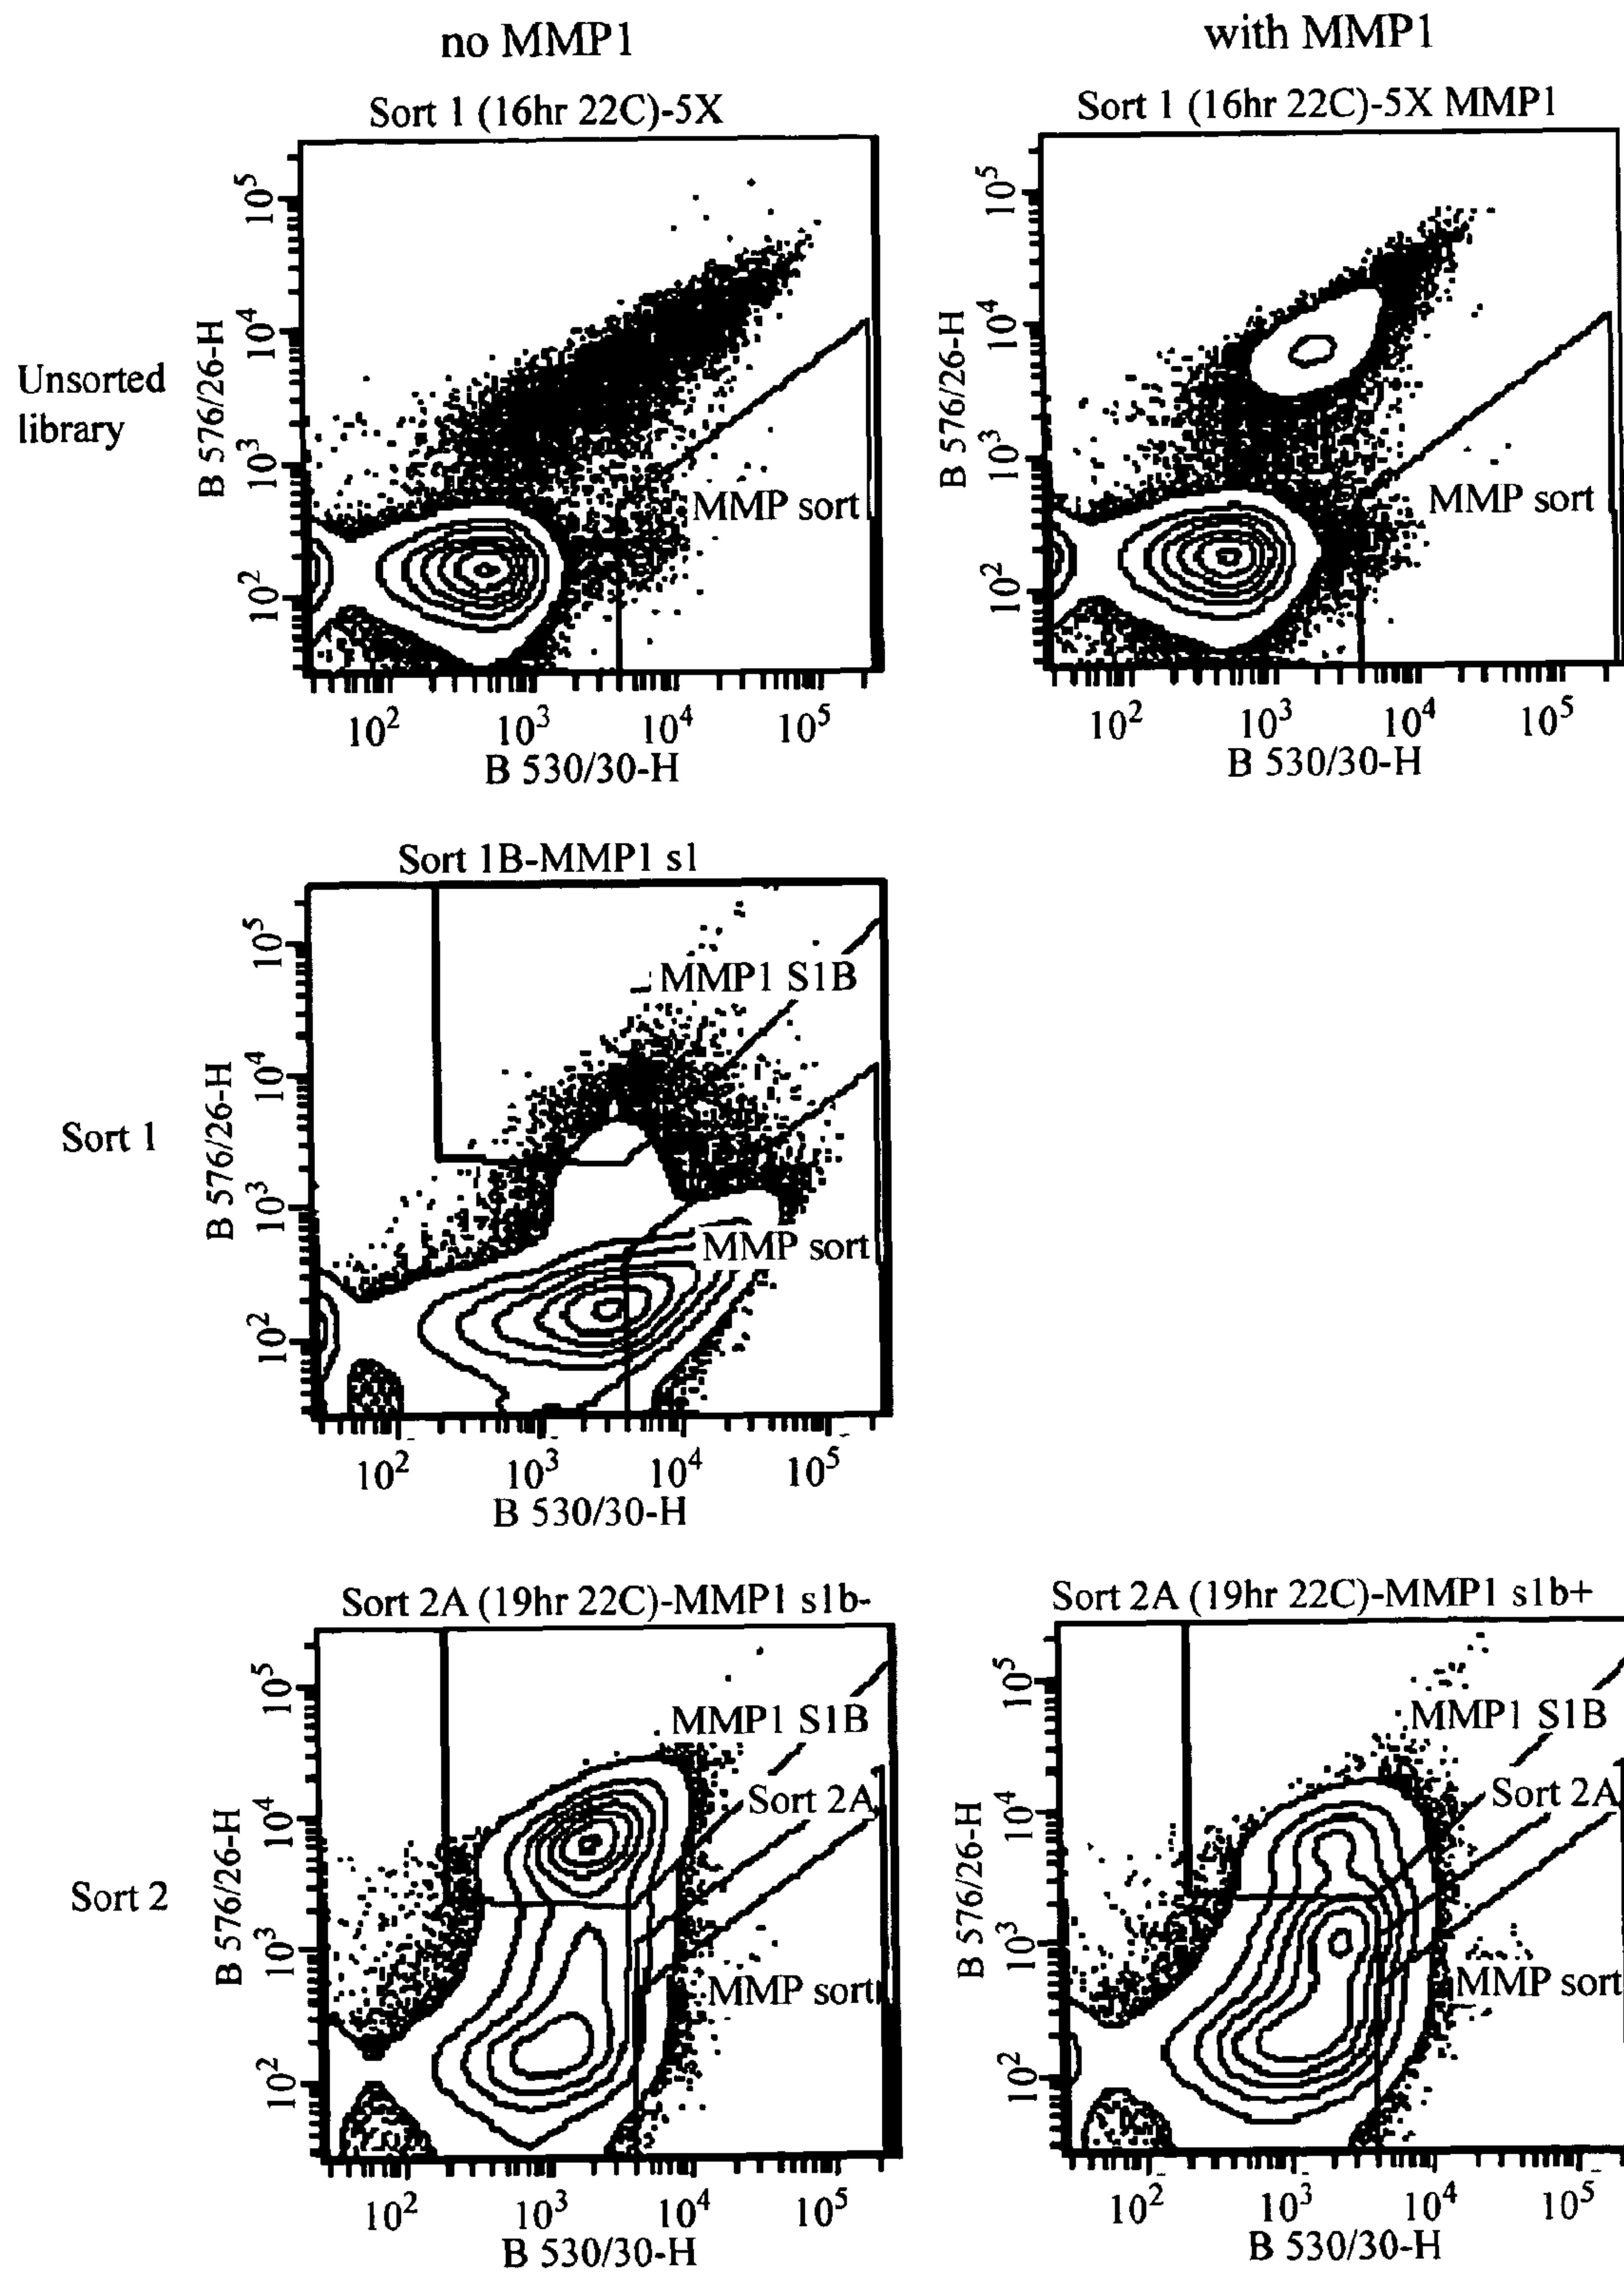 no MMP1
with MMP1
Sort 1 (16hr 22C)-5X
Sort 1 (16hr 22C)-5X MMP1
Unsorted
library
B 576/26-H
10^5
10^4
10^3
10^2
MMP sort
10^2 10^3 10^4 10^5
B 530/30-H
B 576/26-H
10^5
10^4
10^3
10^2
MMP sort
10^2 10^3 10^4 10^5
B 530/30-H
Sort 1B-MMP1 s1
Sort 1
B 576/26-H
10^5
10^4
10^3
10^2
MMP1 S1B
MMP sort
10^2 10^3 10^4 10^5
B 530/30-H
Sort 2A (19hr 22C)-MMP1 s1b-
Sort 2A (19hr 22C)-MMP1 s1b+
Sort 2
B 576/26-H
10^5
10^4
10^3
10^2
MMP1 S1B
Sort 2A
MMP sort
10^2 10^3 10^4 10^5
B 530/30-H
B 576/26-H
10^5
10^4
10^3
10^2
MMP1 S1B
Sort 2A
MMP sort
10^2 10^3 10^4 10^5
B 530/30-H